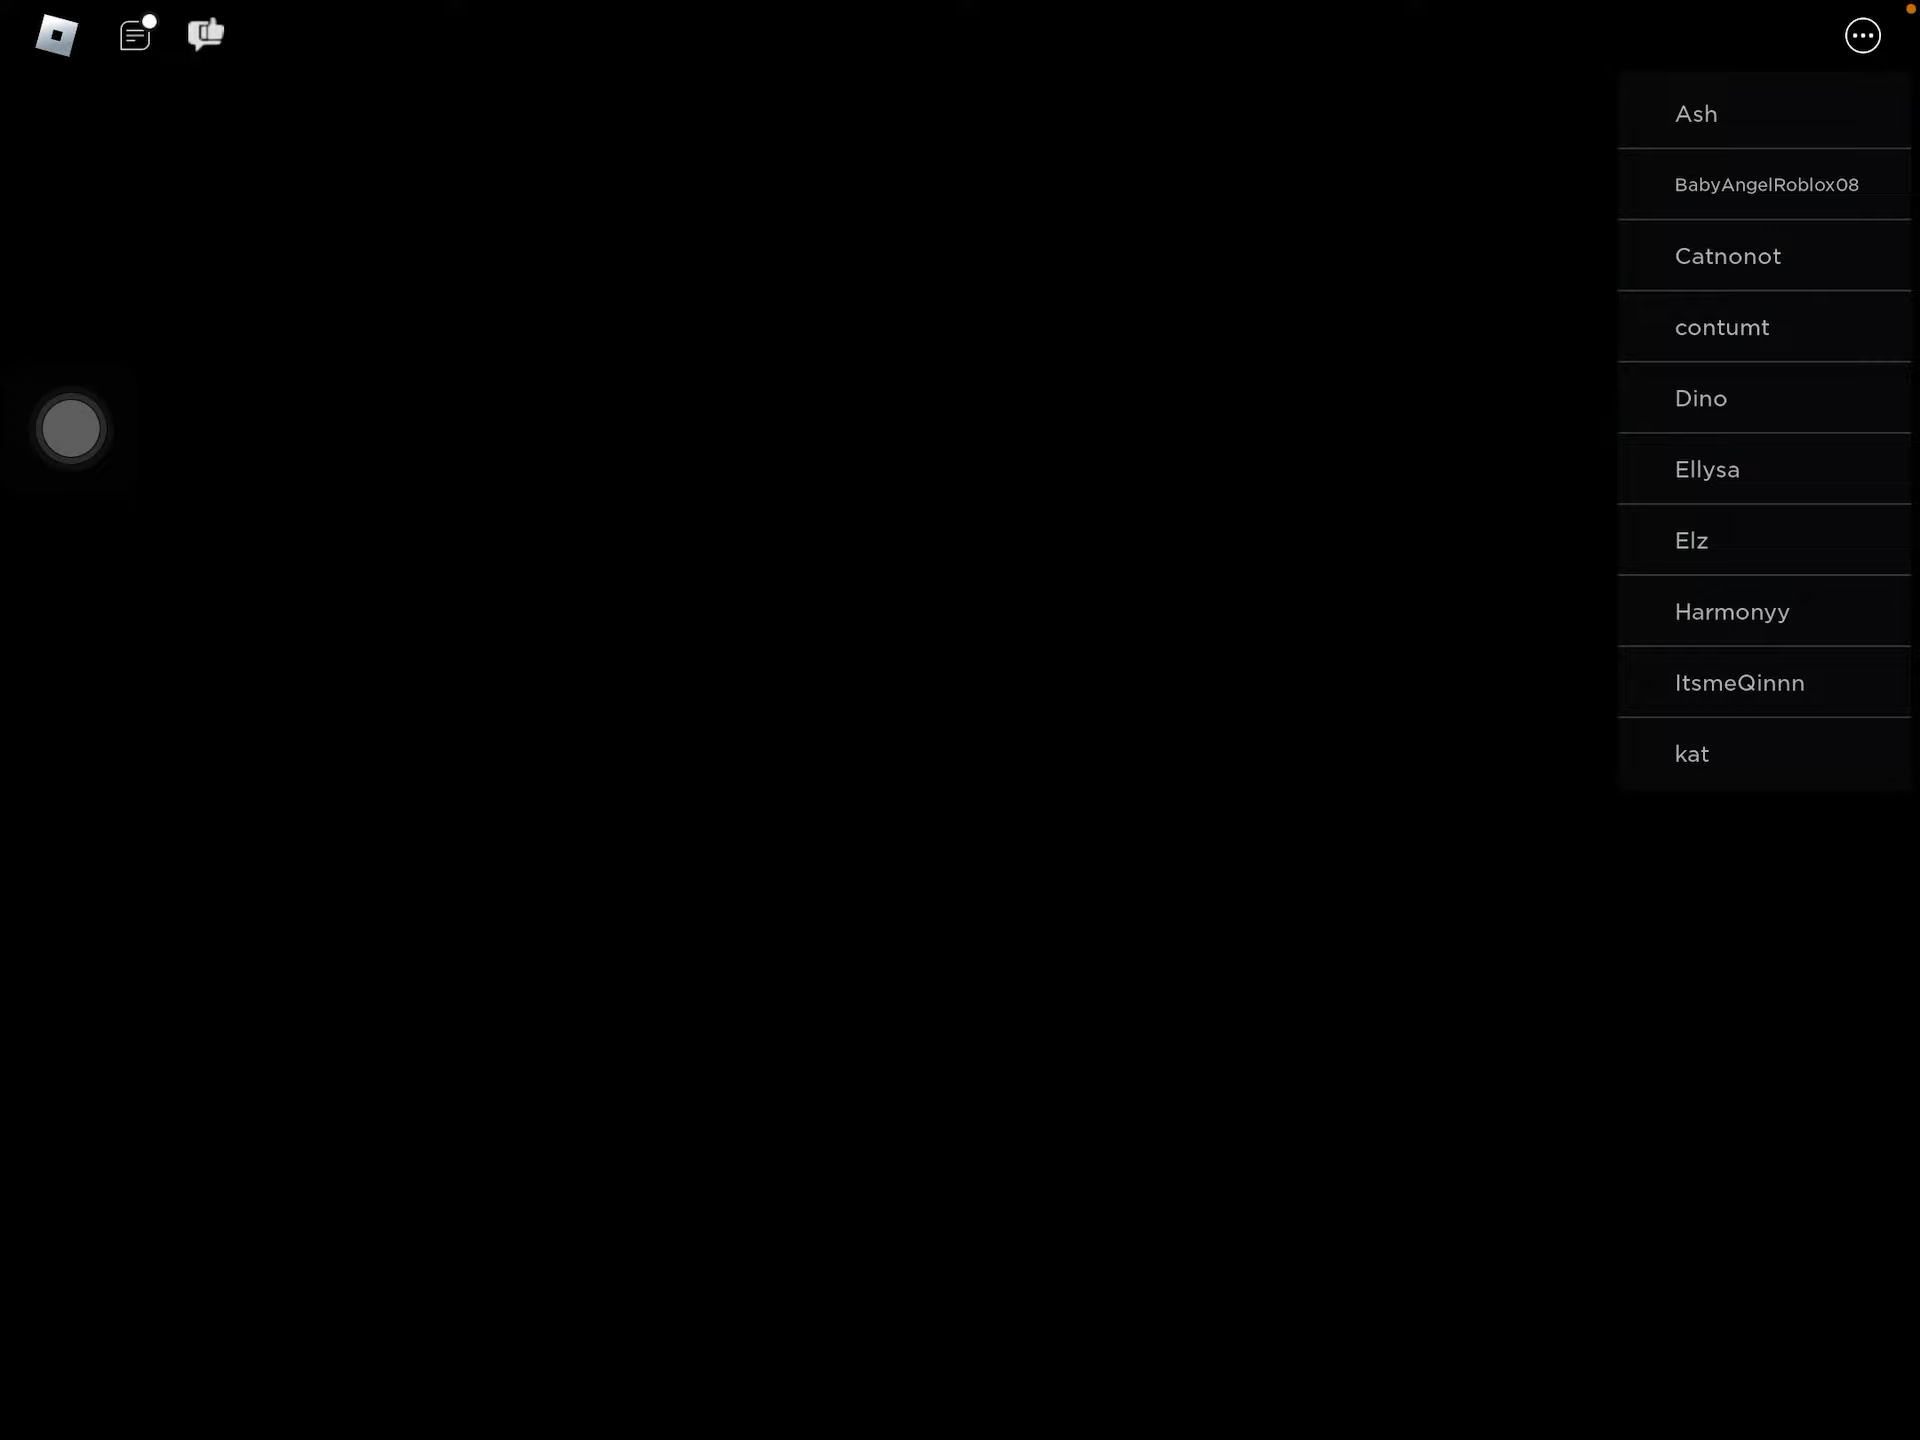 Ash
BabyAngelRoblox08
Catnonot
contumt
Dino
Ellysa
Elz
Harmonyy
ItsmeQinnn
kat